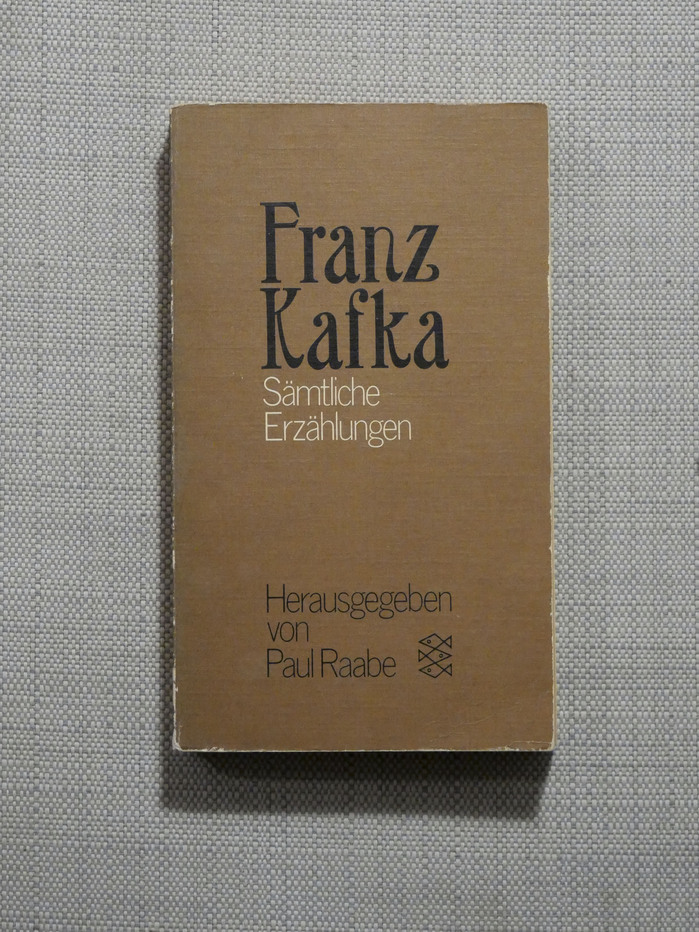 Franz
Kafka
Sämtliche
Erzählungen
Herausgegeben
von
Paul Raabe